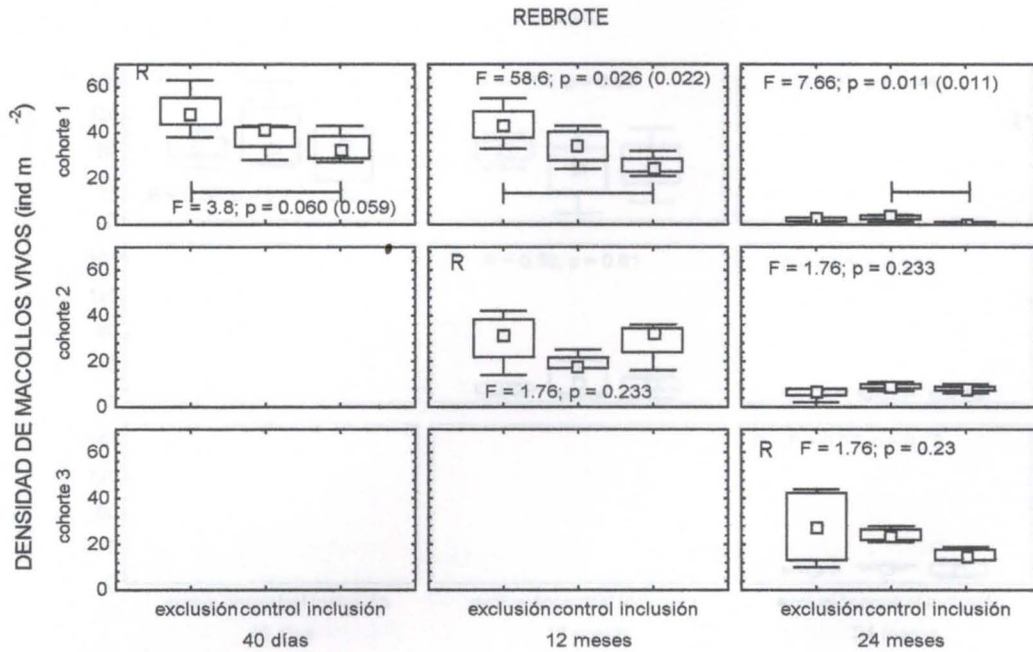 REBROTE
DENSIDAD DE MACOLLOS VIVOS (ind m -2)
cohorte 1
60
40
20
0
R
F = 3.8; p = 0.060 (0.059)
F = 58.6; p = 0.026 (0.022)
F = 7.66; p = 0.011 (0.011)
cohorte 2
60
40
20
0
R
F = 1.76; p = 0.233
F = 1.76; p = 0.233
cohorte 3
60
40
20
0
R F = 1.76; p = 0.23
exclusión control inclusión
exclusión control inclusión
exclusión control inclusión
40 días
12 meses
24 meses